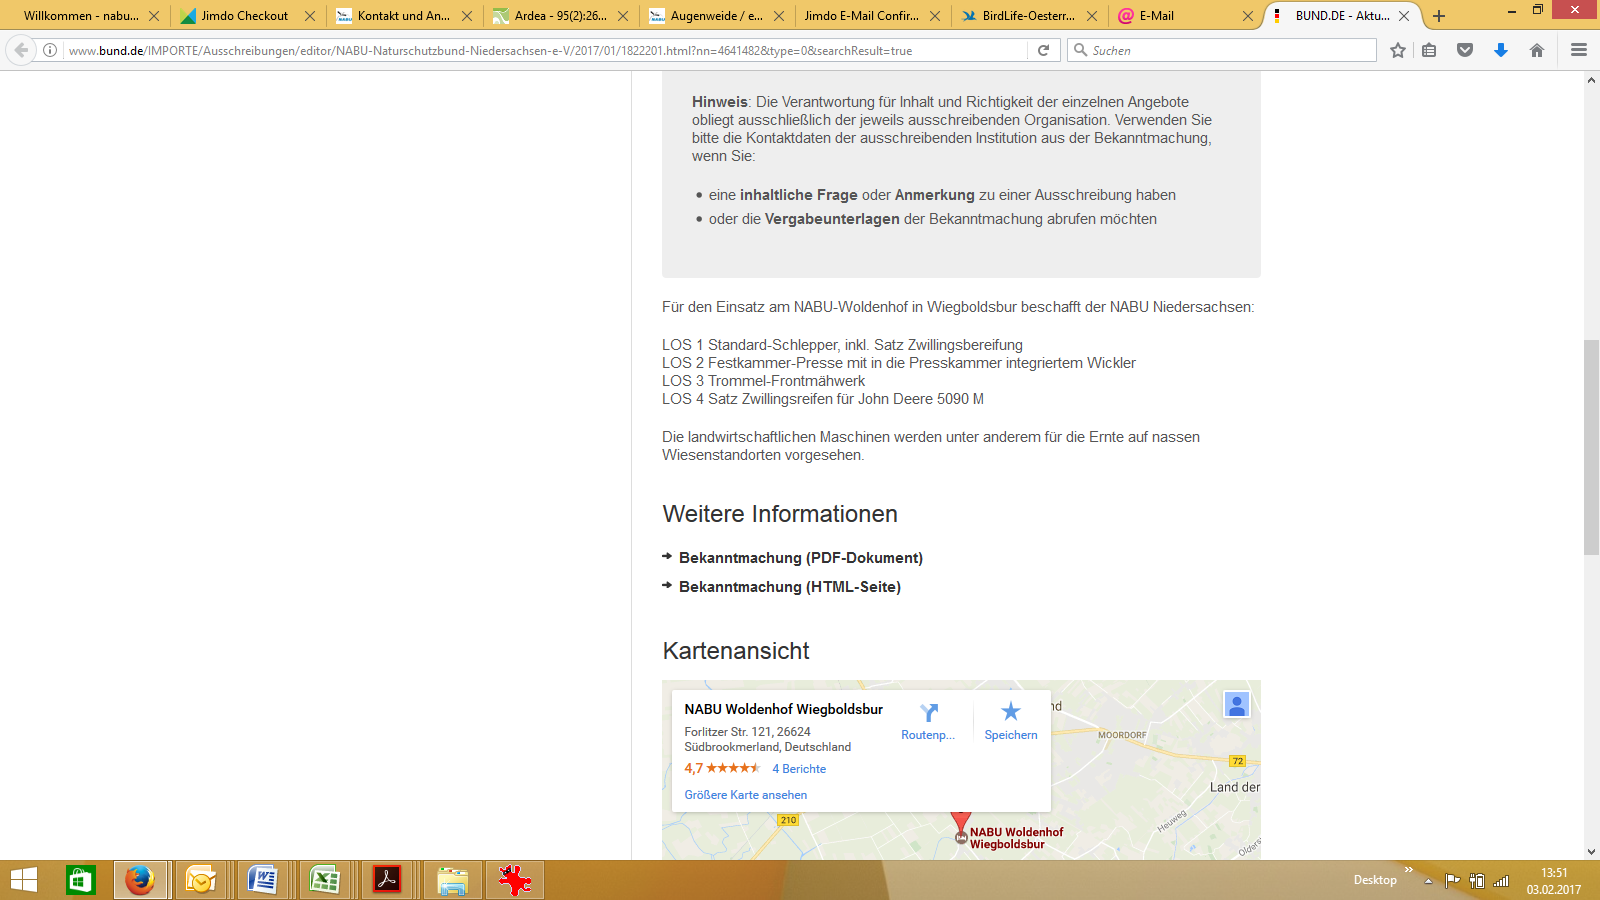 Willkommen - nabu...
Jimdo Checkout
Kontakt und An...
Ardea - 95(2):26...
Augenweide / e...
Jimdo E-Mail Confir...
BirdLife-Oesterr...
E-Mail
BUND.DE - Aktu...
www.bund.de/IMPORTE/Ausschreibungen/editor/NABU-Naturschutzbund-Niedersachsen-e-V/2017/01/1822201.html?nn=4641482&type=0&searchResult=true
Suchen
Hinweis: Die Verantwortung für Inhalt und Richtigkeit der einzelnen Angebote
obliegt ausschließlich der jeweils ausschreibenden Organisation. Verwenden Sie
bitte die Kontaktdaten der ausschreibenden Institution aus der Bekanntmachung,
wenn Sie:
• eine inhaltliche Frage oder Anmerkung zu einer Ausschreibung haben
• oder die Vergabeunterlagen der Bekanntmachung abrufen möchten
Für den Einsatz am NABU-Woldenhof in Wiegboldsbur beschafft der NABU Niedersachsen:
LOS 1 Standard-Schlepper, inkl. Satz Zwillingsbereifung
LOS 2 Festkammer-Presse mit in die Presskammer integriertem Wickler
LOS 3 Trommel-Frontmähwerk
LOS 4 Satz Zwillingsreifen für John Deere 5090 M
Die landwirtschaftlichen Maschinen werden unter anderem für die Ernte auf nassen
Wiesenstandorten vorgesehen.
Weitere Informationen
Bekanntmachung (PDF-Dokument)
Bekanntmachung (HTML-Seite)
Kartenansicht
NABU Woldenhof Wiegboldsbur
Forlitzer Str. 121, 26624
Südbrookmerland, Deutschland
4,7 4 Berichte
Größere Karte ansehen
Routenp...
Speichern
nd
MOORDORF
72
Land der
210
Heuweg
NABU Woldenhof
Wiegboldsbur
Desktop
13:51
03.02.2017